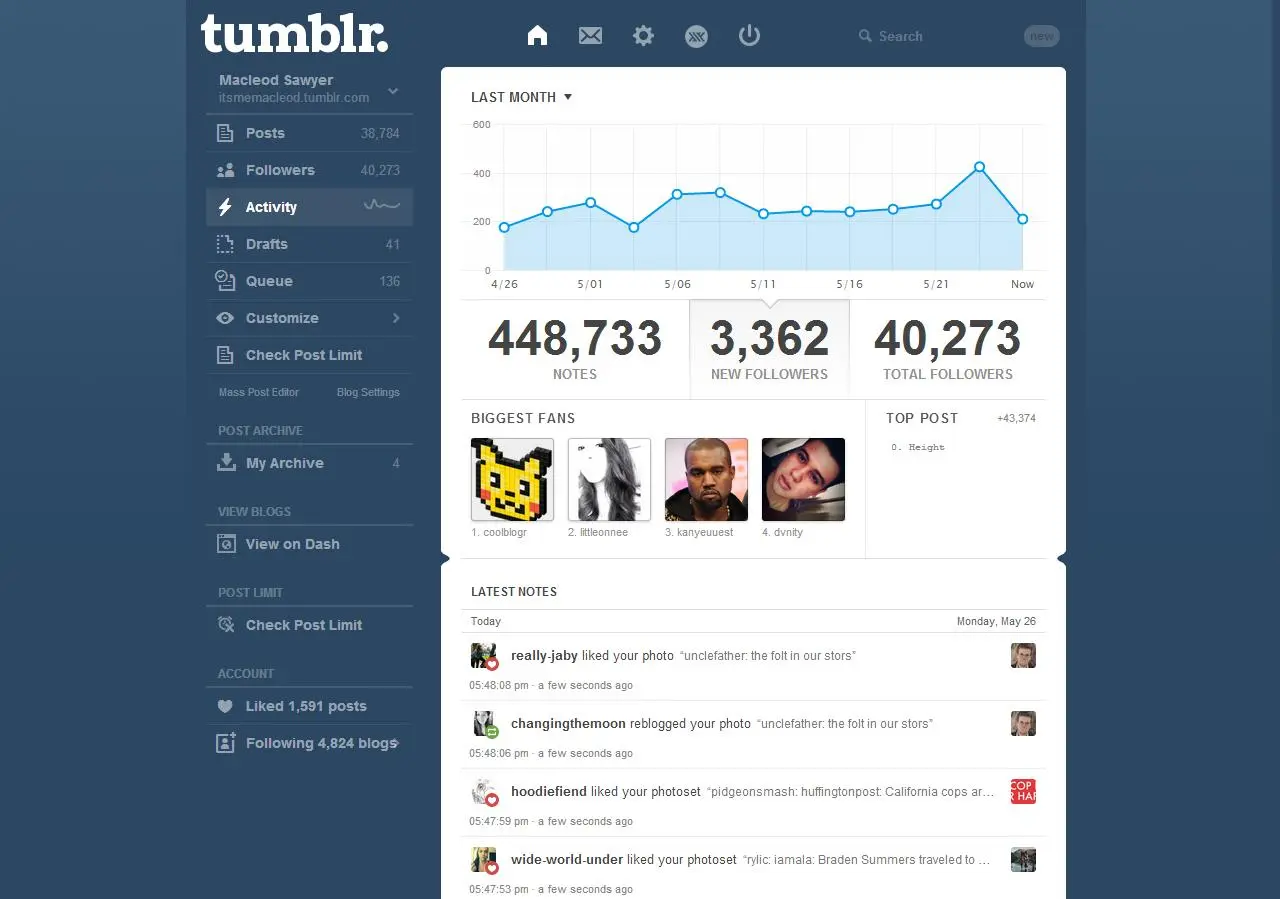 tumblr.
Search
new
Macleod Sawyer
itsmemacleod.tumblr.com
Posts 38,784
Followers 40,273
Activity
Drafts 41
Queue 136
Customize
Check Post Limit
Mass Post Editor Blog Settings
POST ARCHIVE
My Archive 4
VIEW BLOGS
View on Dash
POST LIMIT
Check Post Limit
ACCOUNT
Liked 1,591 posts
Following 4,824 blogs
LAST MONTH
600
400
200
0
4/26 5/01 5/06 5/11 5/16 5/21 Now
448,733 3,362 40,273
NOTES NEW FOLLOWERS TOTAL FOLLOWERS
BIGGEST FANS
1. coolblogr 2. littleonnee 3. kanyeuuest 4. dvnity
TOP POST +43,374
0. Height
LATEST NOTES
Today Monday, May 26
really-jaby liked your photo “unclefather: the folt in our stors”
05:48:08 pm · a few seconds ago
changingthemoon reblogged your photo “unclefather: the folt in our stors”
05:48:06 pm · a few seconds ago
hoodiefiend liked your photoset “pidgeonsmash: huffingtonpost: California cops ar…
COP
R HAR
05:47:59 pm · a few seconds ago
wide-world-under liked your photoset “rylic: iamala: Braden Summers traveled to …
05:47:53 pm · a few seconds ago